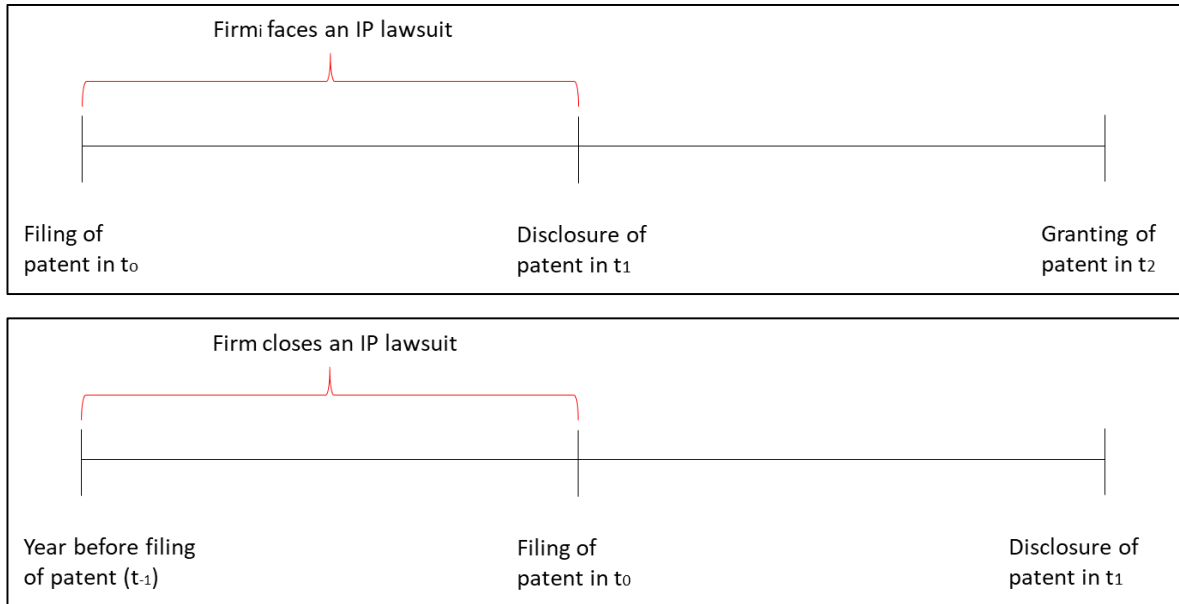 Firmi faces an IP lawsuit
Filing of
patent in t0
Disclosure of
patent in t1
Granting of
patent in t2
Firm closes an IP lawsuit
Year before filing
of patent (t-1)
Filing of
patent in t0
Disclosure of
patent in t1